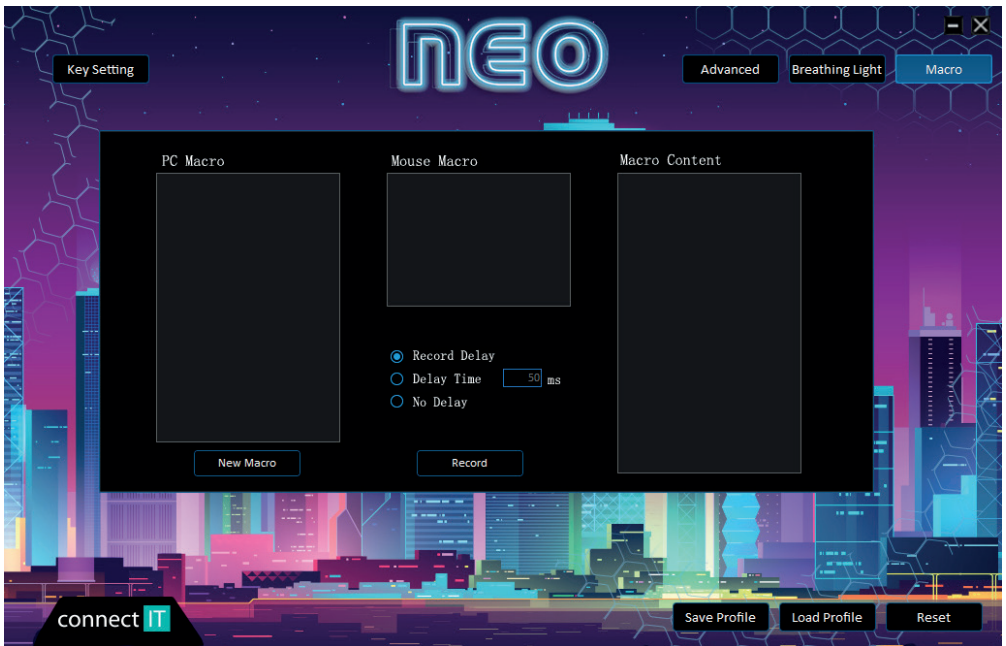 NEO
Key Setting
Advanced
Breathing Light
Macro
PC Macro
Mouse Macro
Macro Content
Record Delay
Delay Time 50 ms
No Delay
New Macro
Record
connect IT
Save Profile
Load Profile
Reset